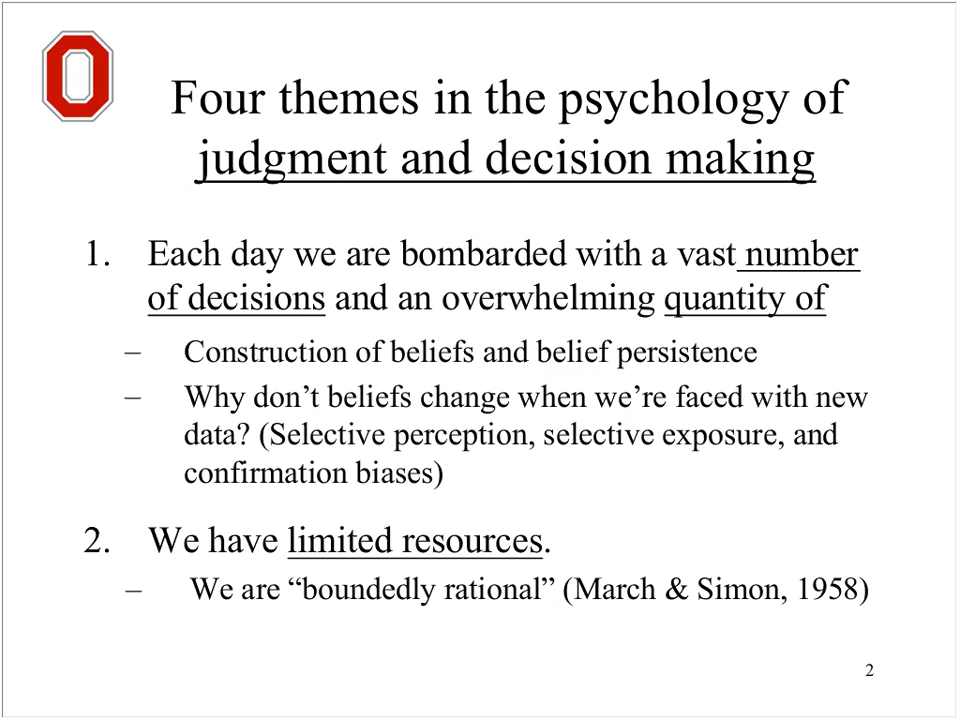 O
Four themes in the psychology of
judgment and decision making
1. Each day we are bombarded with a vast number
of decisions and an overwhelming quantity of
– Construction of beliefs and belief persistence
– Why don’t beliefs change when we’re faced with new
data? (Selective perception, selective exposure, and
confirmation biases)
2. We have limited resources.
– We are “boundedly rational” (March & Simon, 1958)
2